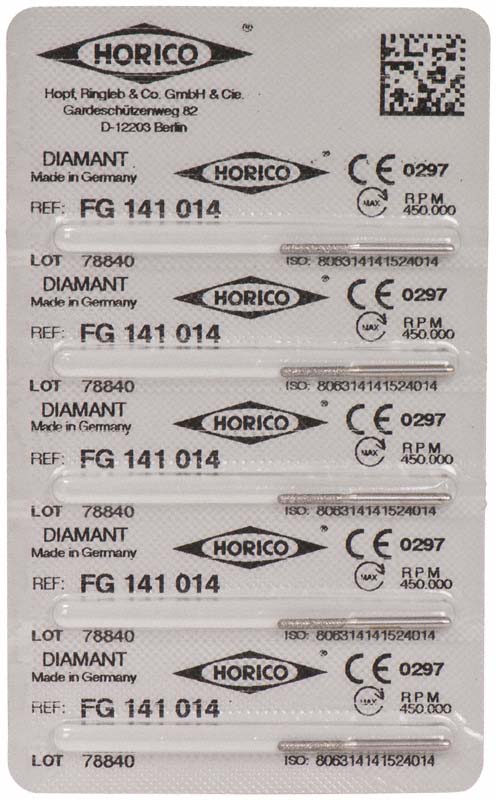 HORICO ®
Hopf, Ringleb & Co. GmbH & Cie.
Gardeschützenweg 82
D-12203 Berlin
DIAMANT HORICO ® CE 0297
Made in Germany
MAX RPM
REF: FG 141 014 450.000
LOT 78840 ISO: 806314141524014
DIAMANT HORICO ® CE 0297
Made in Germany
MAX RPM
REF: FG 141 014 450.000
LOT 78840 ISO: 806314141524014
DIAMANT HORICO ® CE 0297
Made in Germany
MAX RPM
REF: FG 141 014 450.000
LOT 78840 ISO: 806314141524014
DIAMANT HORICO ® CE 0297
Made in Germany
MAX RPM
REF: FG 141 014 450.000
LOT 78840 ISO: 806314141524014
DIAMANT HORICO ® CE 0297
Made in Germany
MAX RPM
REF: FG 141 014 450.000
LOT 78840 ISO: 806314141524014